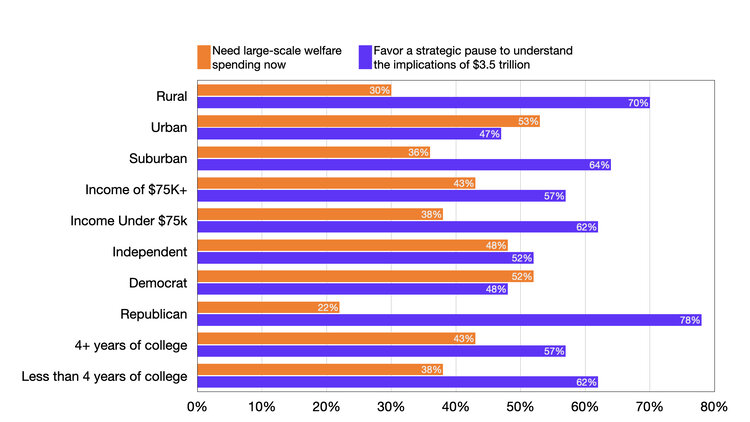 Need large-scale welfare
spending now
Favor a strategic pause to understand
the implications of $3.5 trillion
Rural
30%
70%
Urban
53%
47%
Suburban
36%
64%
Income of $75K+
43%
57%
Income Under $75k
38%
62%
Independent
48%
52%
Democrat
52%
48%
Republican
22%
78%
4+ years of college
43%
57%
Less than 4 years of college
38%
62%
0% 10% 20% 30% 40% 50% 60% 70% 80%